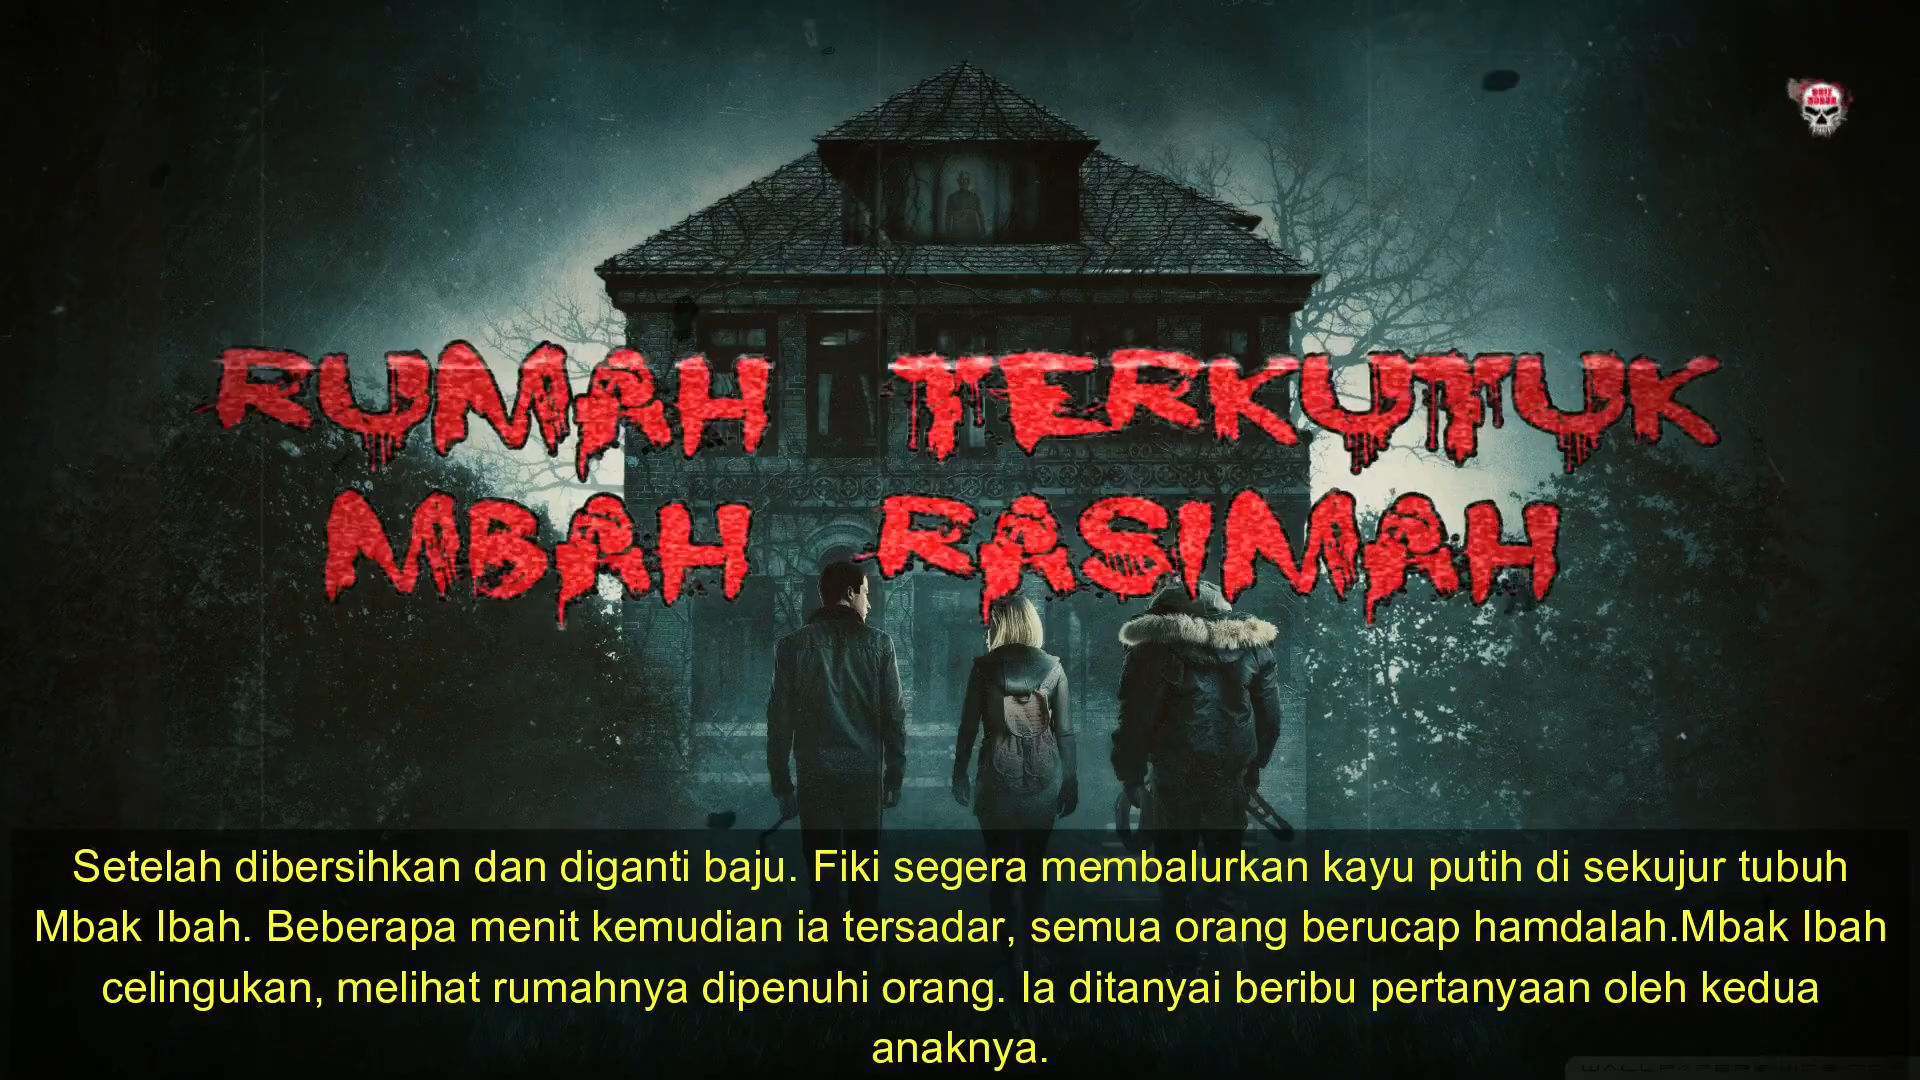 RUMAH TERKUTUK
MBAH RASIMAH
Setelah dibersihkan dan diganti baju. Fiki segera membalurkan kayu putih di sekujur tubuh
Mbak Ibah. Beberapa menit kemudian ia tersadar, semua orang berucap hamdalah.Mbak Ibah
celingukan, melihat rumahnya dipenuhi orang. Ia ditanyai beribu pertanyaan oleh kedua
anaknya.